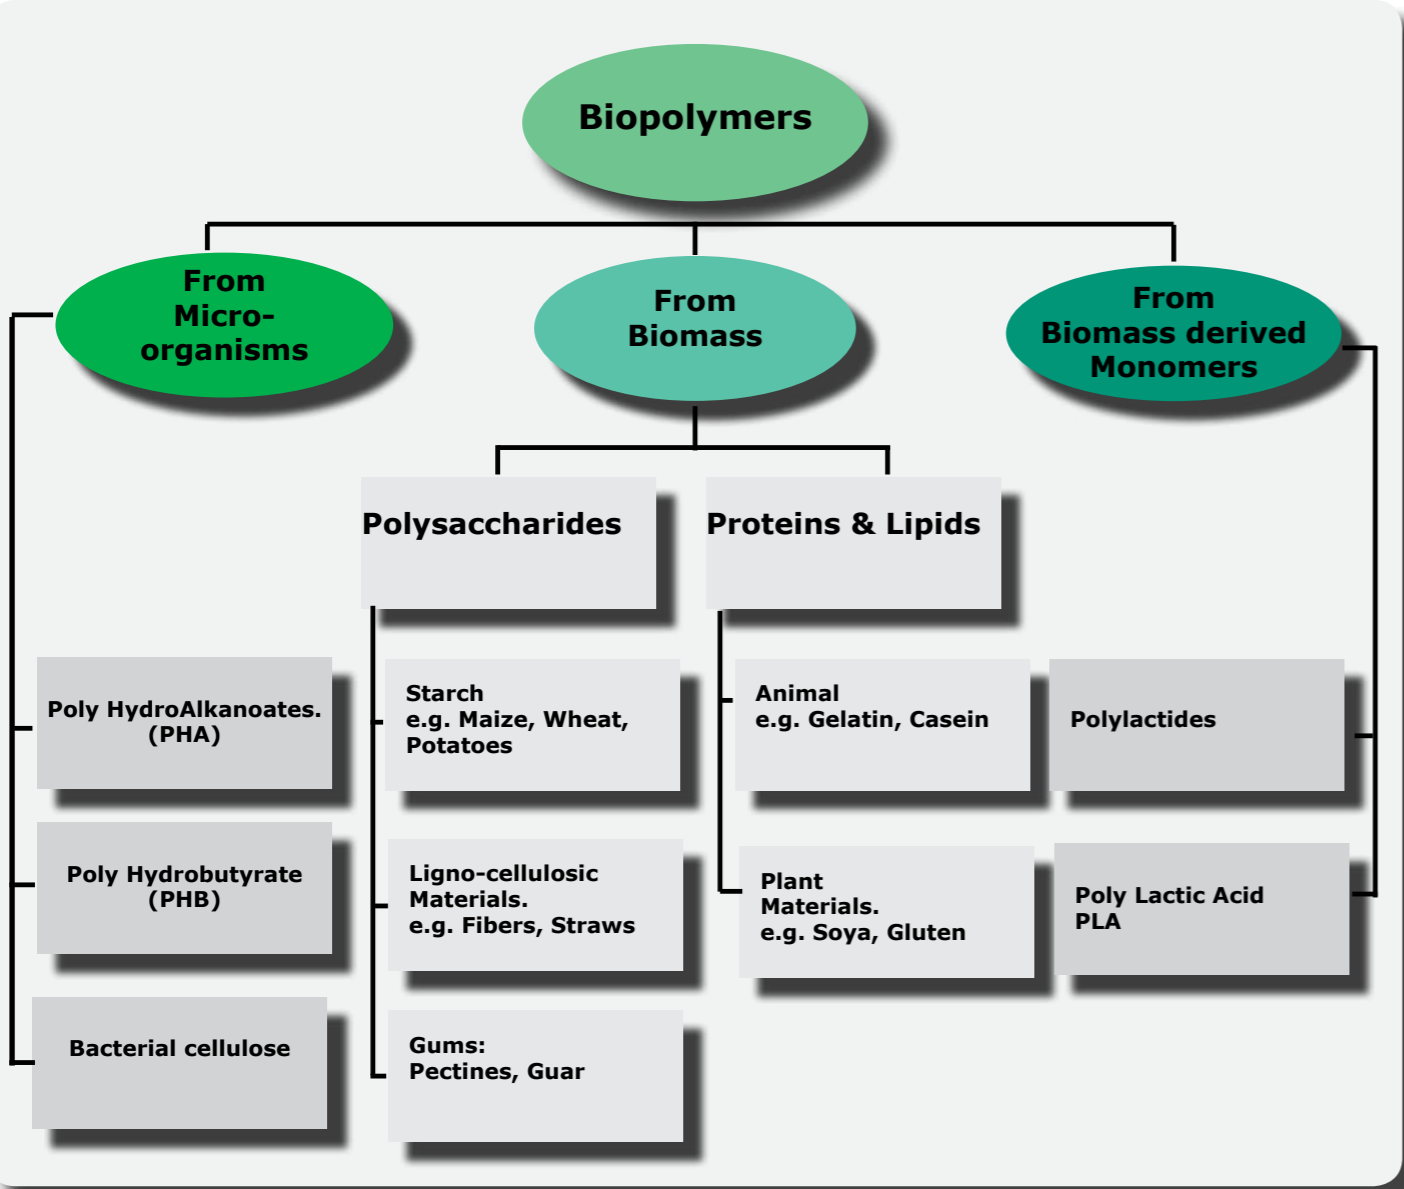 Biopolymers
From
Micro-
organisms
From
Biomass
From
Biomass derived
Monomers
Polysaccharides
Proteins & Lipids
Poly HydroAlkanoates.
(PHA)
Poly Hydrobutyrate
(PHB)
Bacterial cellulose
Starch
e.g. Maize, Wheat,
Potatoes
Ligno-cellulosic
Materials.
e.g. Fibers, Straws
Gums:
Pectines, Guar
Animal
e.g. Gelatin, Casein
Plant
Materials.
e.g. Soya, Gluten
Polylactides
Poly Lactic Acid
PLA